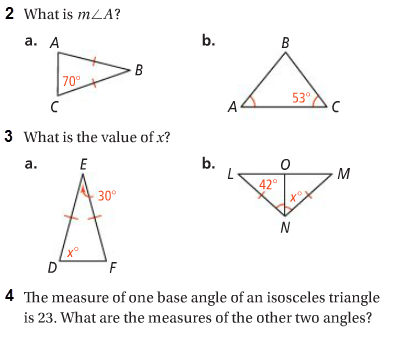 2 What is m∠A?
a. A b. B
B
70° 53°
C A C
3 What is the value of x?
a. E b. L O M
42°
30° x°
N
x°
D F
4 The measure of one base angle of an isosceles triangle
is 23. What are the measures of the other two angles?